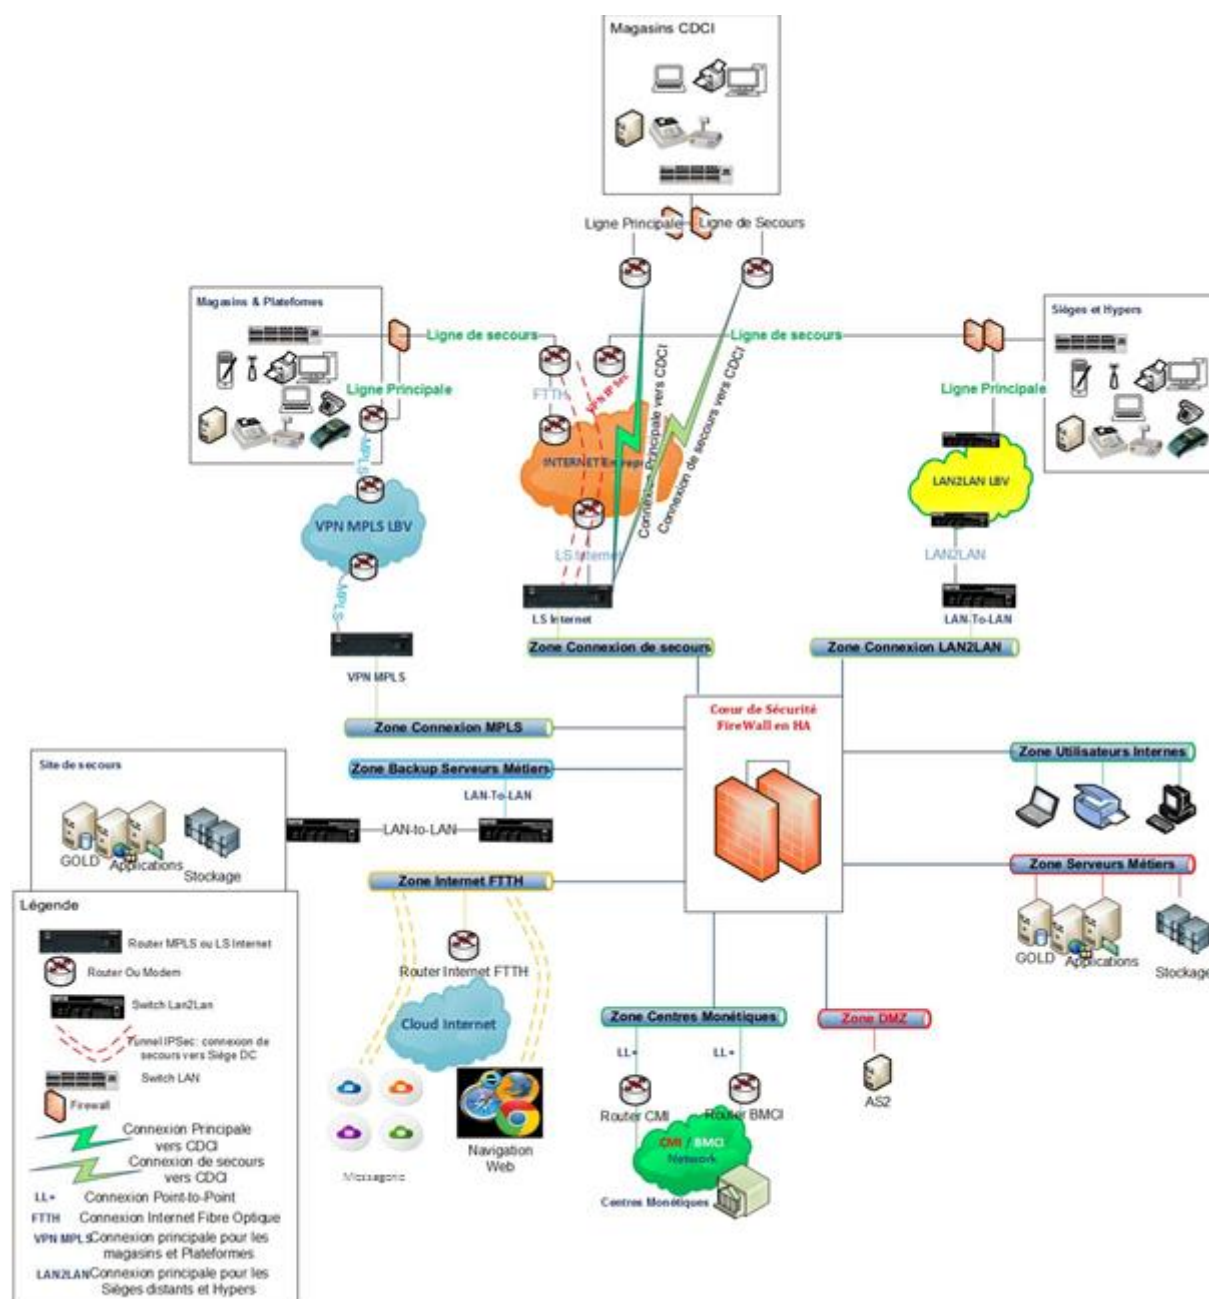 Magasins CDCI
Ligne Principale
Ligne de Secours
Magasins & Plateformes
Ligne de secours
Ligne Principale
MPLS
VPN MPLS LBV
MPLS
VPN MPLS
FTTH
VPN IP Sec
INTERNET Entrepr
LS Internet
LS Internet
Connexion Principale vers CDCI
Connexion de secours vers CDCI
Ligne de secours
Sièges et Hypers
Ligne Principale
LAN2LAN LBV
LAN2LAN
LAN-To-LAN
Zone Connexion de secours
Zone Connexion LAN2LAN
Zone Connexion MPLS
Cœur de Sécurité
FireWall en HA
Zone Backup Serveurs Métiers
LAN-To-LAN
LAN-to-LAN
Site de secours
GOLD
Applications
Stockage
Zone Utilisateurs Internes
Zone Serveurs Métiers
GOLD
Applications
Stockage
Zone Internet FTTH
Router Internet FTTH
Cloud Internet
Messagerie
Navigation
Web
Zone Centres Monétiques
LL+
LL+
Router CMI
Router BMCI
CMI / BMCI
Network
Centres Monétiques
Zone DMZ
AS2
Légende
Router MPLS ou LS Internet
Router Ou Modem
Switch Lan2Lan
Tunnel IPSec: connexion de
secours vers Siége DC
Switch LAN
Firewall
Connexion Principale
vers CDCI
Connexion de secours
vers CDCI
LL+ Connexion Point-to-Point
FTTH Connexion Internet Fibre Optique
VPN MPLS Connexion principale pour les
magasins et Plateformes
LAN2LAN Connexion principale pour les
Sièges distants et Hypers